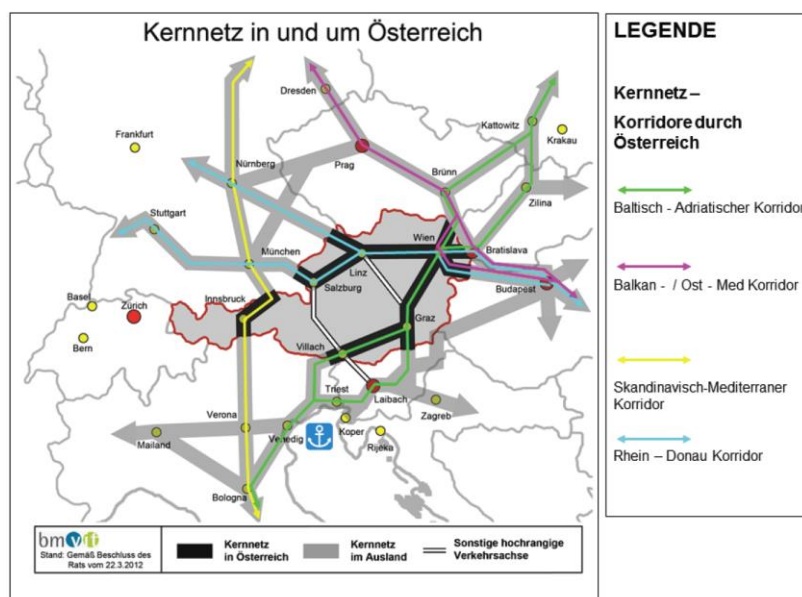 Kernnetz in und um Österreich
Dresden
Frankfurt
Kattowitz
Krakau
Nürnberg
Prag
Brünn
Zilina
Stuttgart
München
Wien
Bratislava
Linz
Salzburg
Budapest
Basel
Zürich
Innsbruck
Bern
Graz
Villach
Triest
Laibach
Verona
Zagreb
Mailand
Venedig
Koper
Rijéka
Bologna
bmvit
Stand: Gemäß Beschluss des
Rats vom 22.3.2012
Kernnetz
in Österreich
Kernnetz
im Ausland
Sonstige hochrangige
Verkehrsachse
LEGENDE
Kernnetz –
Korridore durch
Österreich
Baltisch - Adriatischer Korridor
Balkan - / Ost - Med Korridor
Skandinavisch-Mediterraner
Korridor
Rhein – Donau Korridor